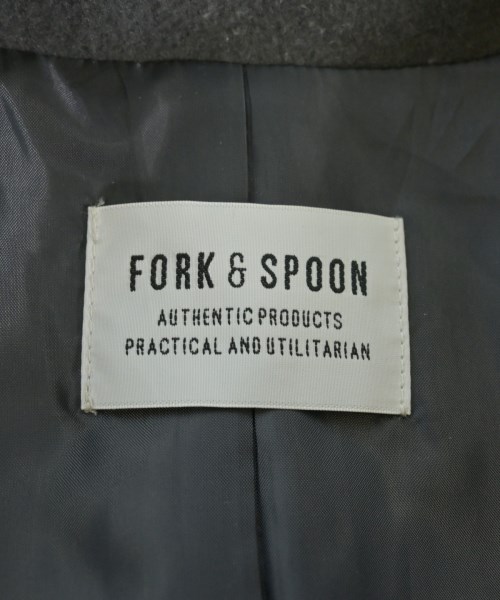 FORK & SPOON
AUTHENTIC PRODUCTS
PRACTICAL AND UTILITARIAN